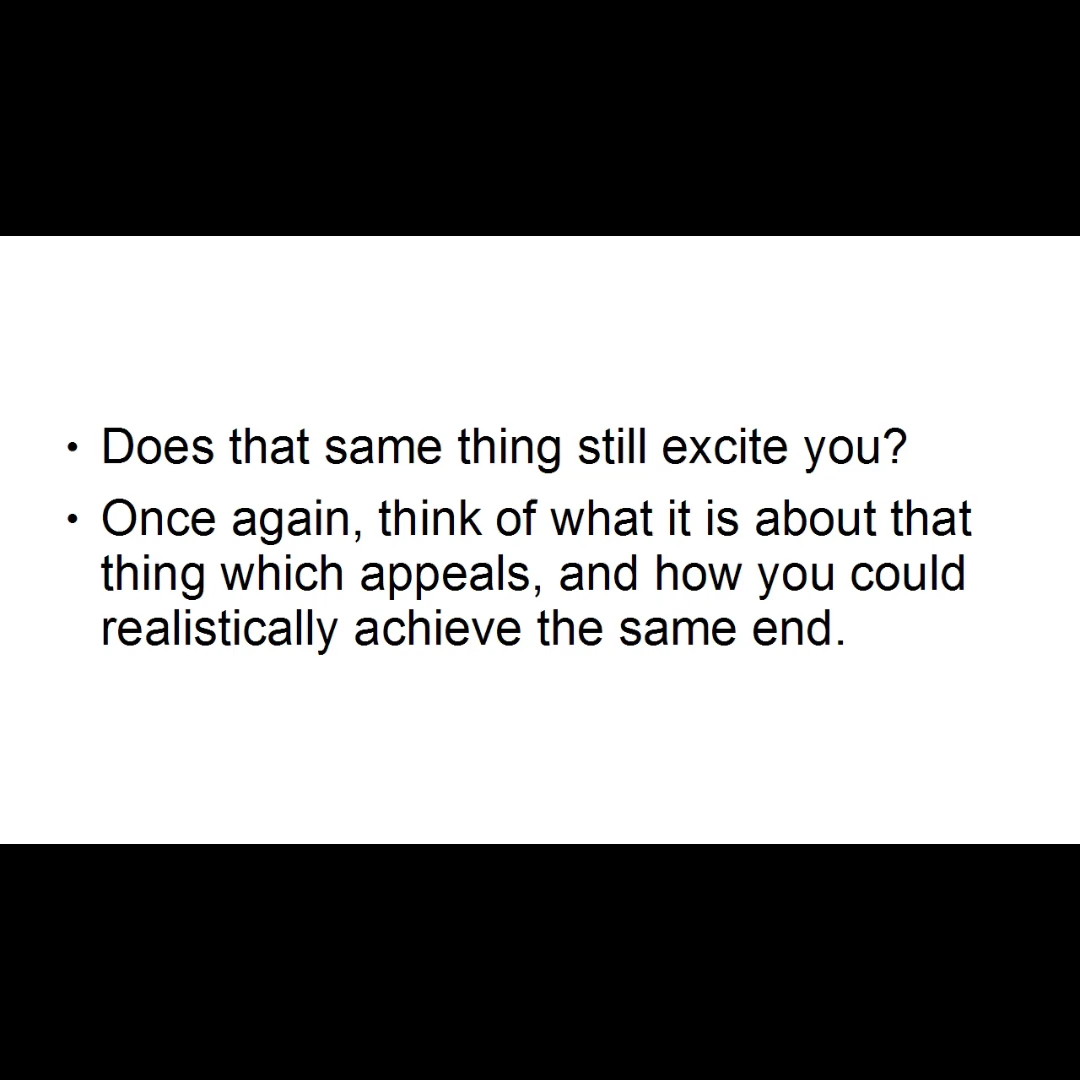 • Does that same thing still excite you?
• Once again, think of what it is about that
thing which appeals, and how you could
realistically achieve the same end.